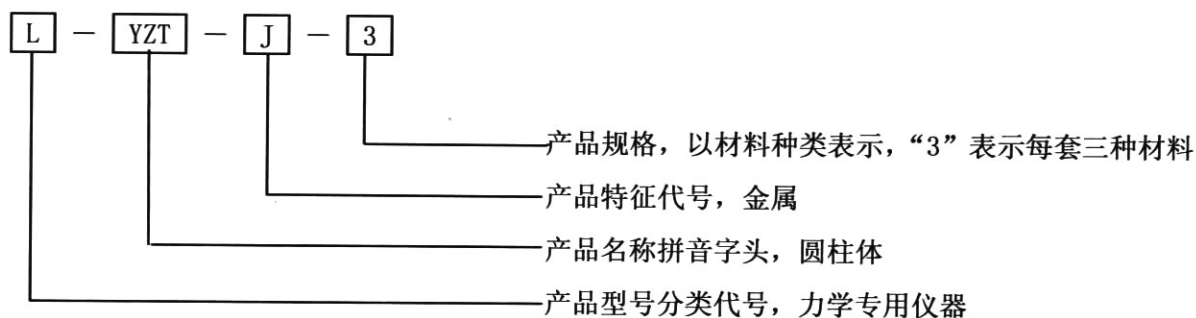 L - YZT - J - 3
产品规格，以材料种类表示，“3”表示每套三种材料
产品特征代号，金属
产品名称拼音字头，圆柱体
产品型号分类代号，力学专用仪器